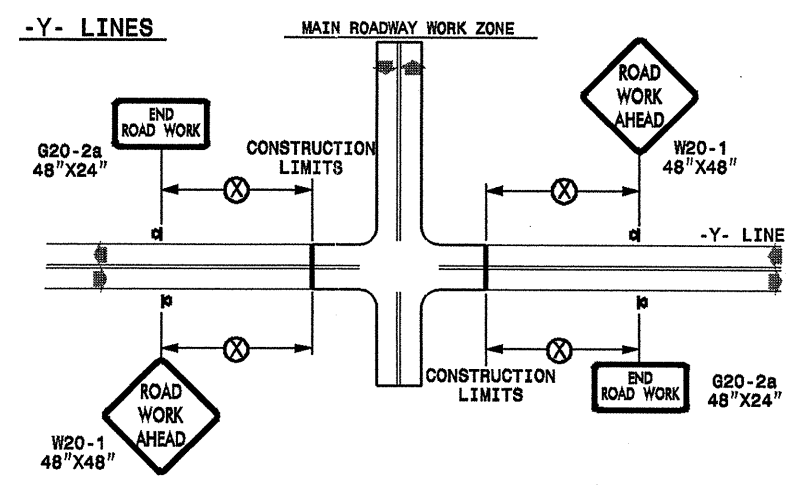 -Y- LINES
MAIN ROADWAY WORK ZONE
END
ROAD WORK
G20-2a
48"X24"
CONSTRUCTION
LIMITS
X
X
ROAD
WORK
AHEAD
W20-1
48"X48"
-Y- LINE
X
ROAD
WORK
AHEAD
W20-1
48"X48"
X
CONSTRUCTION
LIMITS
END
ROAD WORK
G20-2a
48"X24"